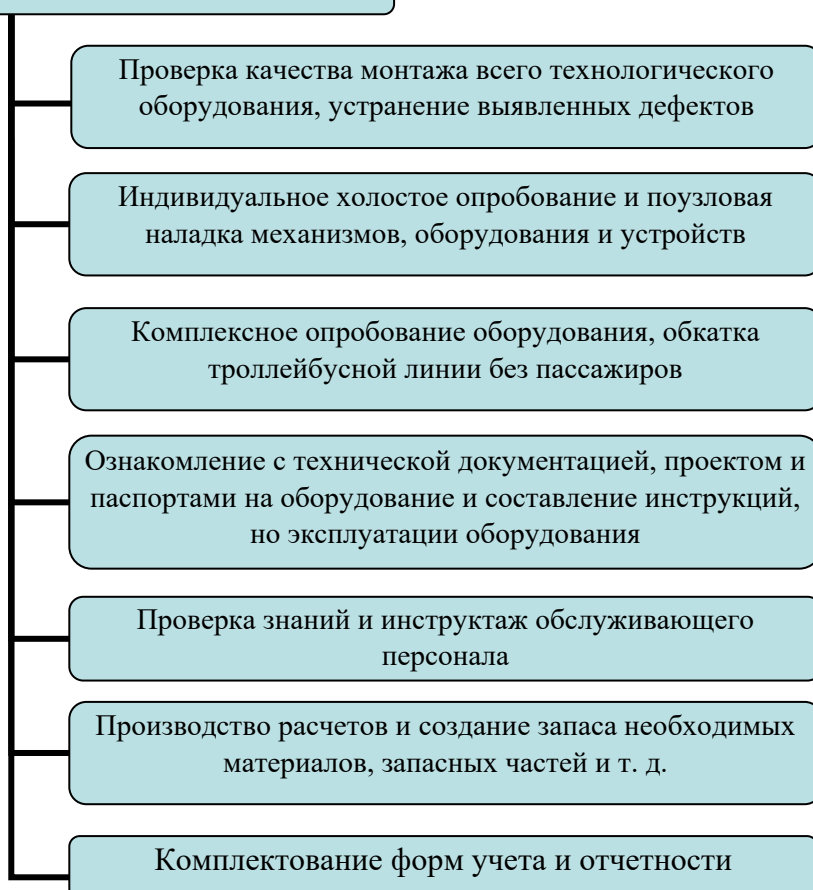 Проверка качества монтажа всего технологического
оборудования, устранение выявленных дефектов
Индивидуальное холостое опробование и поузловая
наладка механизмов, оборудования и устройств
Комплексное опробование оборудования, обкатка
троллейбусной линии без пассажиров
Ознакомление с технической документацией, проектом и
паспортами на оборудование и составление инструкций,
но эксплуатации оборудования
Проверка знаний и инструктаж обслуживающего
персонала
Производство расчетов и создание запаса необходимых
материалов, запасных частей и т. д.
Комплектование форм учета и отчетности